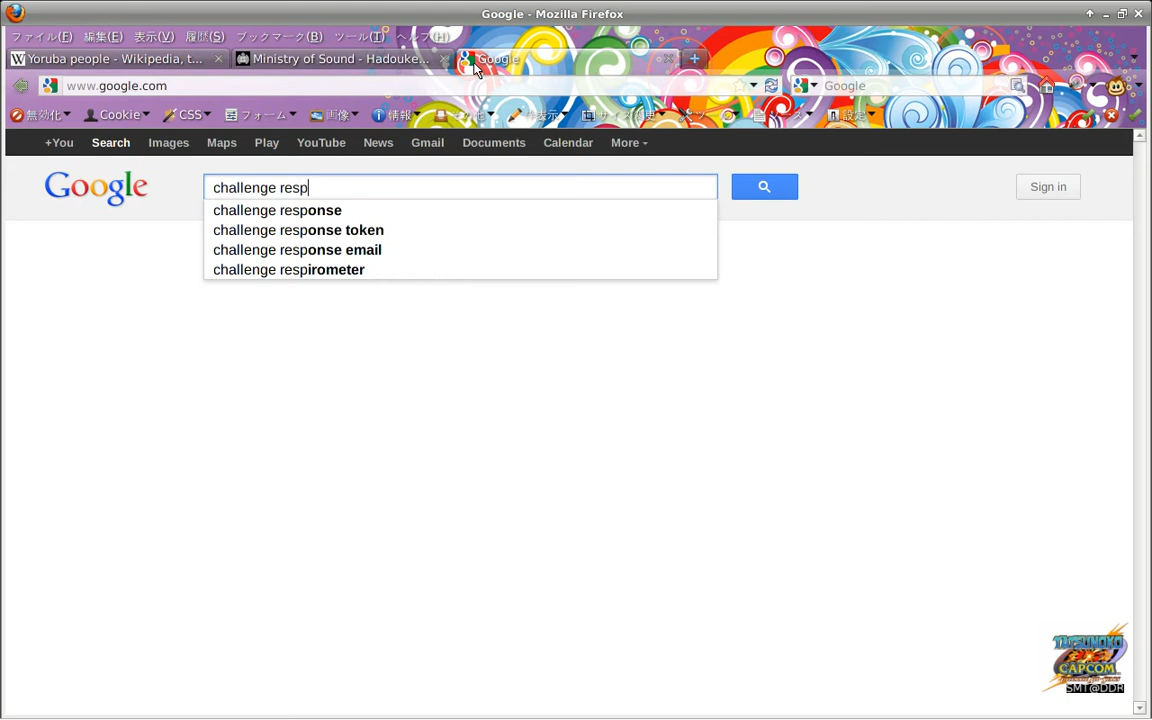 Google - Mozilla Firefox
ファイル(F) 編集(E) 表示(V) 履歴(S) ブックマーク(B) ツール(T) ヘルプ(H)
Yoruba people - Wikipedia, t... Ministry of Sound - Hadouke... Google
www.google.com Google
無効化 Cookie CSS フォーム 画像 情報
+You Search Images Maps Play YouTube News Gmail Documents Calendar More
Google challenge resp Sign in
challenge response
challenge response token
challenge response email
challenge respirometer
TATSUNOKO
VS.
CAPCOM
SMT@DDR